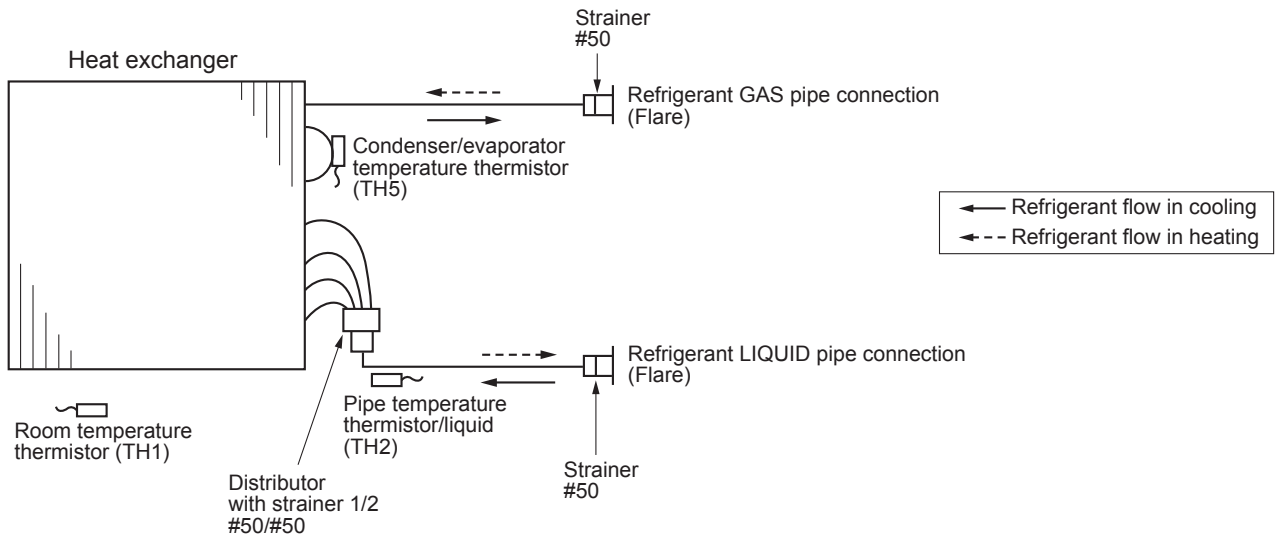 Strainer
#50
Heat exchanger
Refrigerant GAS pipe connection
(Flare)
Condenser/evaporator
temperature thermistor
(TH5)
Refrigerant flow in cooling
Refrigerant flow in heating
Refrigerant LIQUID pipe connection
(Flare)
Pipe temperature
thermistor/liquid
(TH2)
Room temperature
thermistor (TH1)
Strainer
#50
Distributor
with strainer 1/2
#50/#50